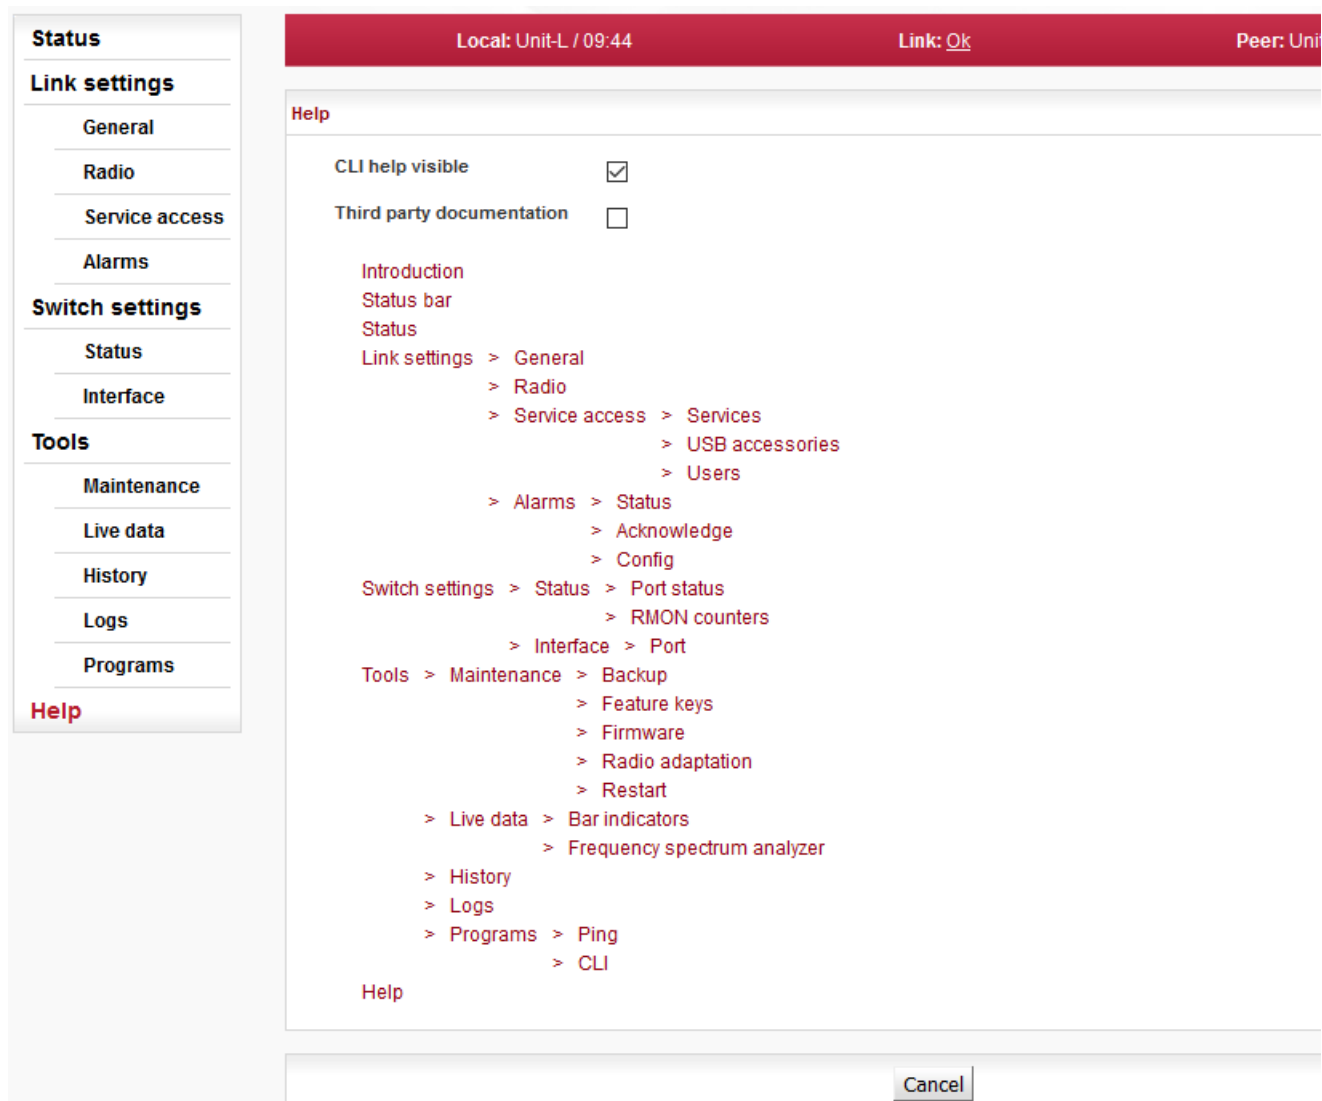 Status
Link settings
General
Radio
Service access
Alarms
Switch settings
Status
Interface
Tools
Maintenance
Live data
History
Logs
Programs
Help
Local: Unit-L / 09:44 Link: Ok Peer:
Help
CLI help visible
Third party documentation
Introduction
Status bar
Status
Link settings > General
> Radio
> Service access > Services
> USB accessories
> Users
> Alarms > Status
> Acknowledge
> Config
Switch settings > Status > Port status
> RMON counters
> Interface > Port
Tools > Maintenance > Backup
> Feature keys
> Firmware
> Radio adaptation
> Restart
> Live data > Bar indicators
> Frequency spectrum analyzer
> History
> Logs
> Programs > Ping
> CLI
Help
Cancel